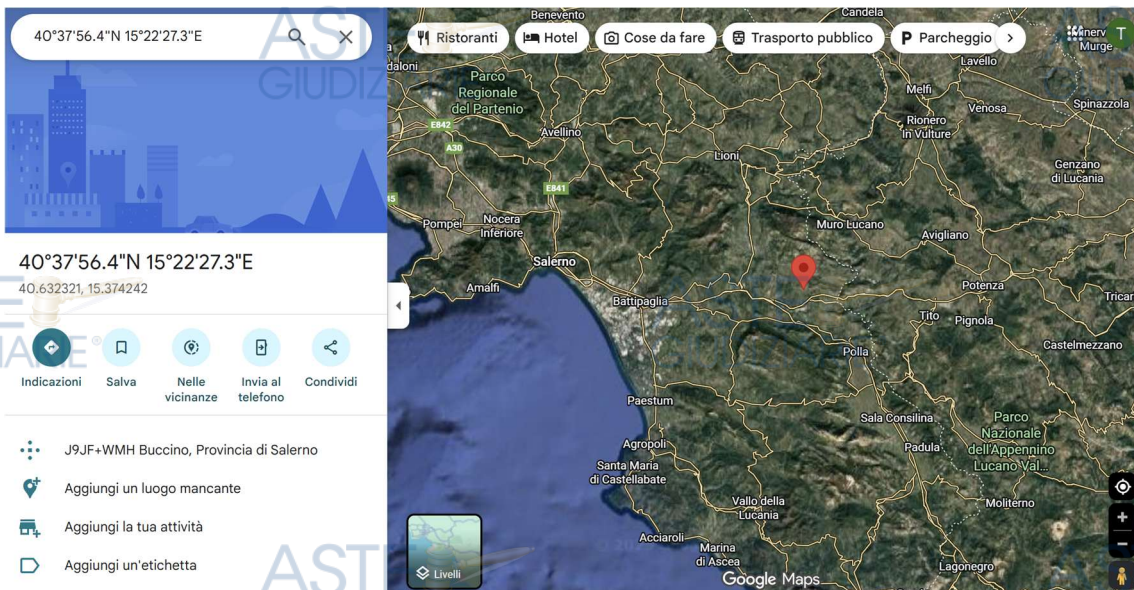 40°37'56.4"N 15°22'27.3"E
Ristoranti
Hotel
Cose da fare
Trasporto pubblico
Parcheggio
T
ASTE
GIUDIZ
40°37'56.4"N 15°22'27.3"E
40.632321, 15.374242
Indicazioni
Salva
Nelle
vicinanze
Invia al
telefono
Condividi
J9JF+WMH Buccino, Provincia di Salerno
Aggiungi un luogo mancante
Aggiungi la tua attività
Aggiungi un'etichetta
Benevento
Candela
Minerv
Murge
daloni
Parco
Regionale
del Partenio
Lavello
Melfi
Venosa
Spinazzola
E842
Rionero
In Vulture
A30
Avellino
Lioni
Genzano
di Lucania
E841
Pompei
Nocera
Inferiore
Muro Lucano
Avigliano
Salerno
Amalfi
Battipaglia
Potenza
Tricar
Tito
Pignola
Castelmezzano
Polla
Paestum
Sala Consilina
Parco
Nazionale
dell'Appennino
Lucano Val...
Agropoli
Padula
Santa Maria
di Castellabate
Vallo della
Lucania
Moliterno
Acciaroli
Marina
di Ascea
Lagonegro
Livelli
Google Maps
AST